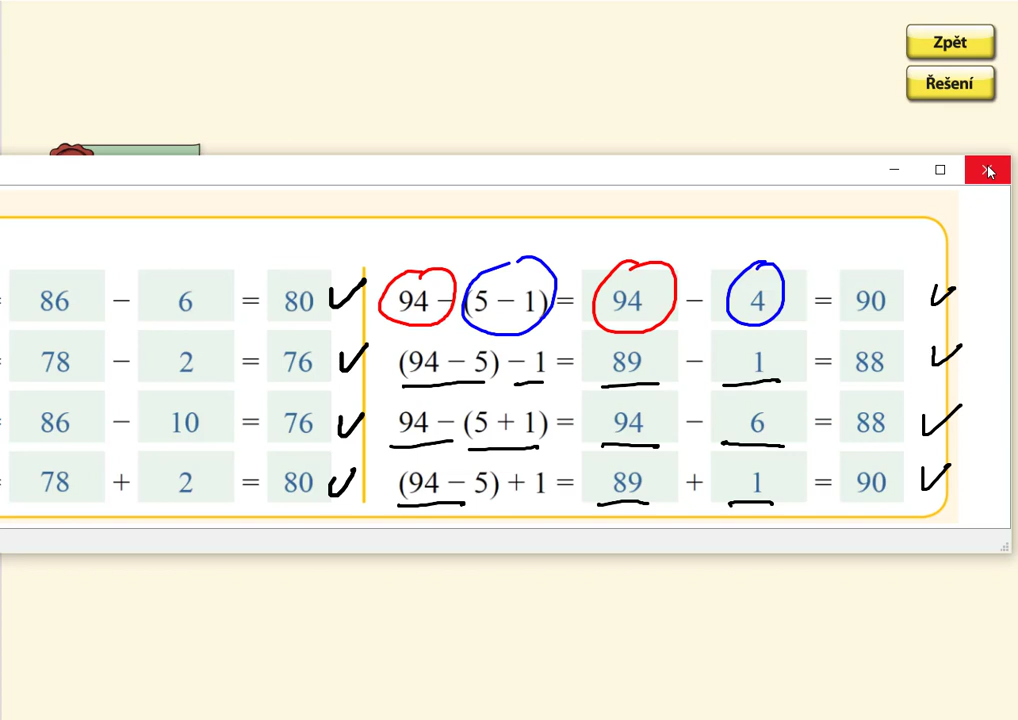 Zpět
Řešení
= 86 − 6 = 80 94 − (5 − 1) = 94 − 4 = 90
= 78 − 2 = 76 (94 − 5) − 1 = 89 − 1 = 88
= 86 − 10 = 76 94 − (5 + 1) = 94 − 6 = 88
= 78 + 2 = 80 (94 − 5) + 1 = 89 + 1 = 90